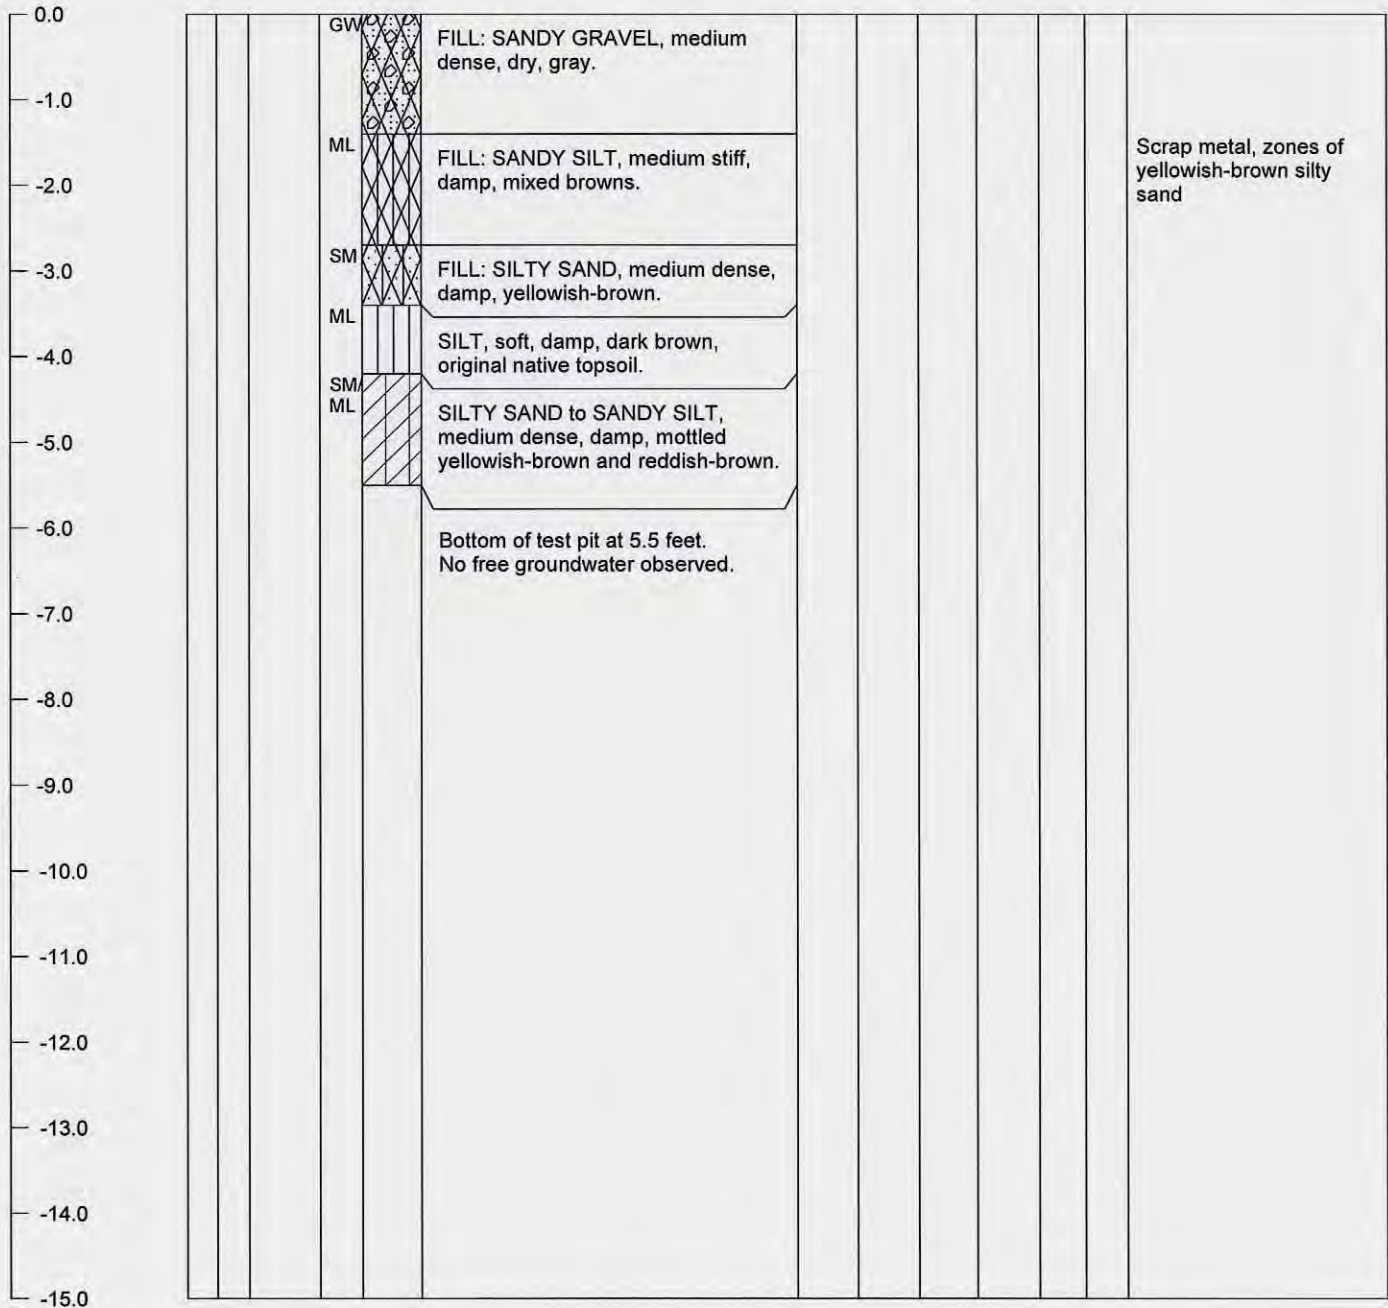 0.0
GW
FILL: SANDY GRAVEL, medium
dense, dry, gray.
-1.0
ML
FILL: SANDY SILT, medium stiff,
damp, mixed browns.
Scrap metal, zones of
yellowish-brown silty
sand
-2.0
SM
FILL: SILTY SAND, medium dense,
damp, yellowish-brown.
-3.0
ML
SILT, soft, damp, dark brown,
original native topsoil.
-4.0
SM/
ML
SILTY SAND to SANDY SILT,
medium dense, damp, mottled
yellowish-brown and reddish-brown.
-5.0
Bottom of test pit at 5.5 feet.
No free groundwater observed.
-6.0
-7.0
-8.0
-9.0
-10.0
-11.0
-12.0
-13.0
-14.0
-15.0